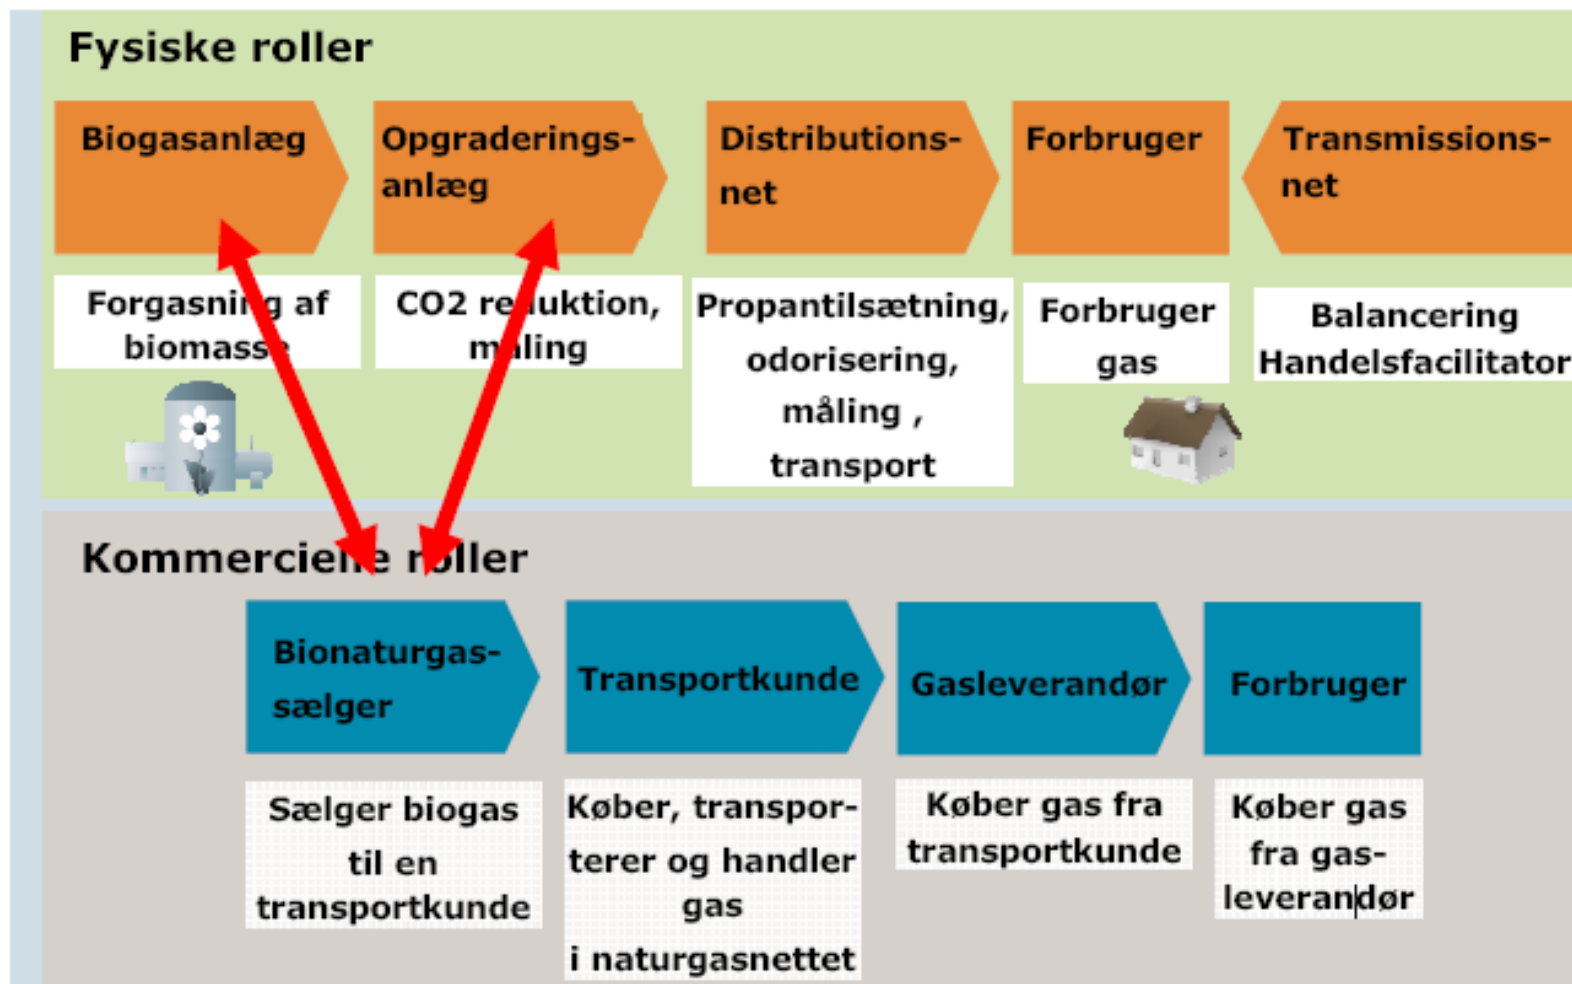 Fysiske roller
Biogasanlæg
Opgraderings-
anlæg
Distributions-
net
Forbruger
Transmissions-
net
Forgasning af
biomasse
CO2 reduktion,
måling
Propantilsætning,
odorisering,
måling ,
transport
Forbruger
gas
Balancering
Handelsfacilitator
Kommercielle roller
Bionaturgas-
sælger
Transportkunde
Gasleverandør
Forbruger
Sælger biogas
til en
transportkunde
Køber, transpor-
terer og handler
gas
i naturgasnettet
Køber gas fra
transportkunde
Køber gas
fra gas-
leverandør